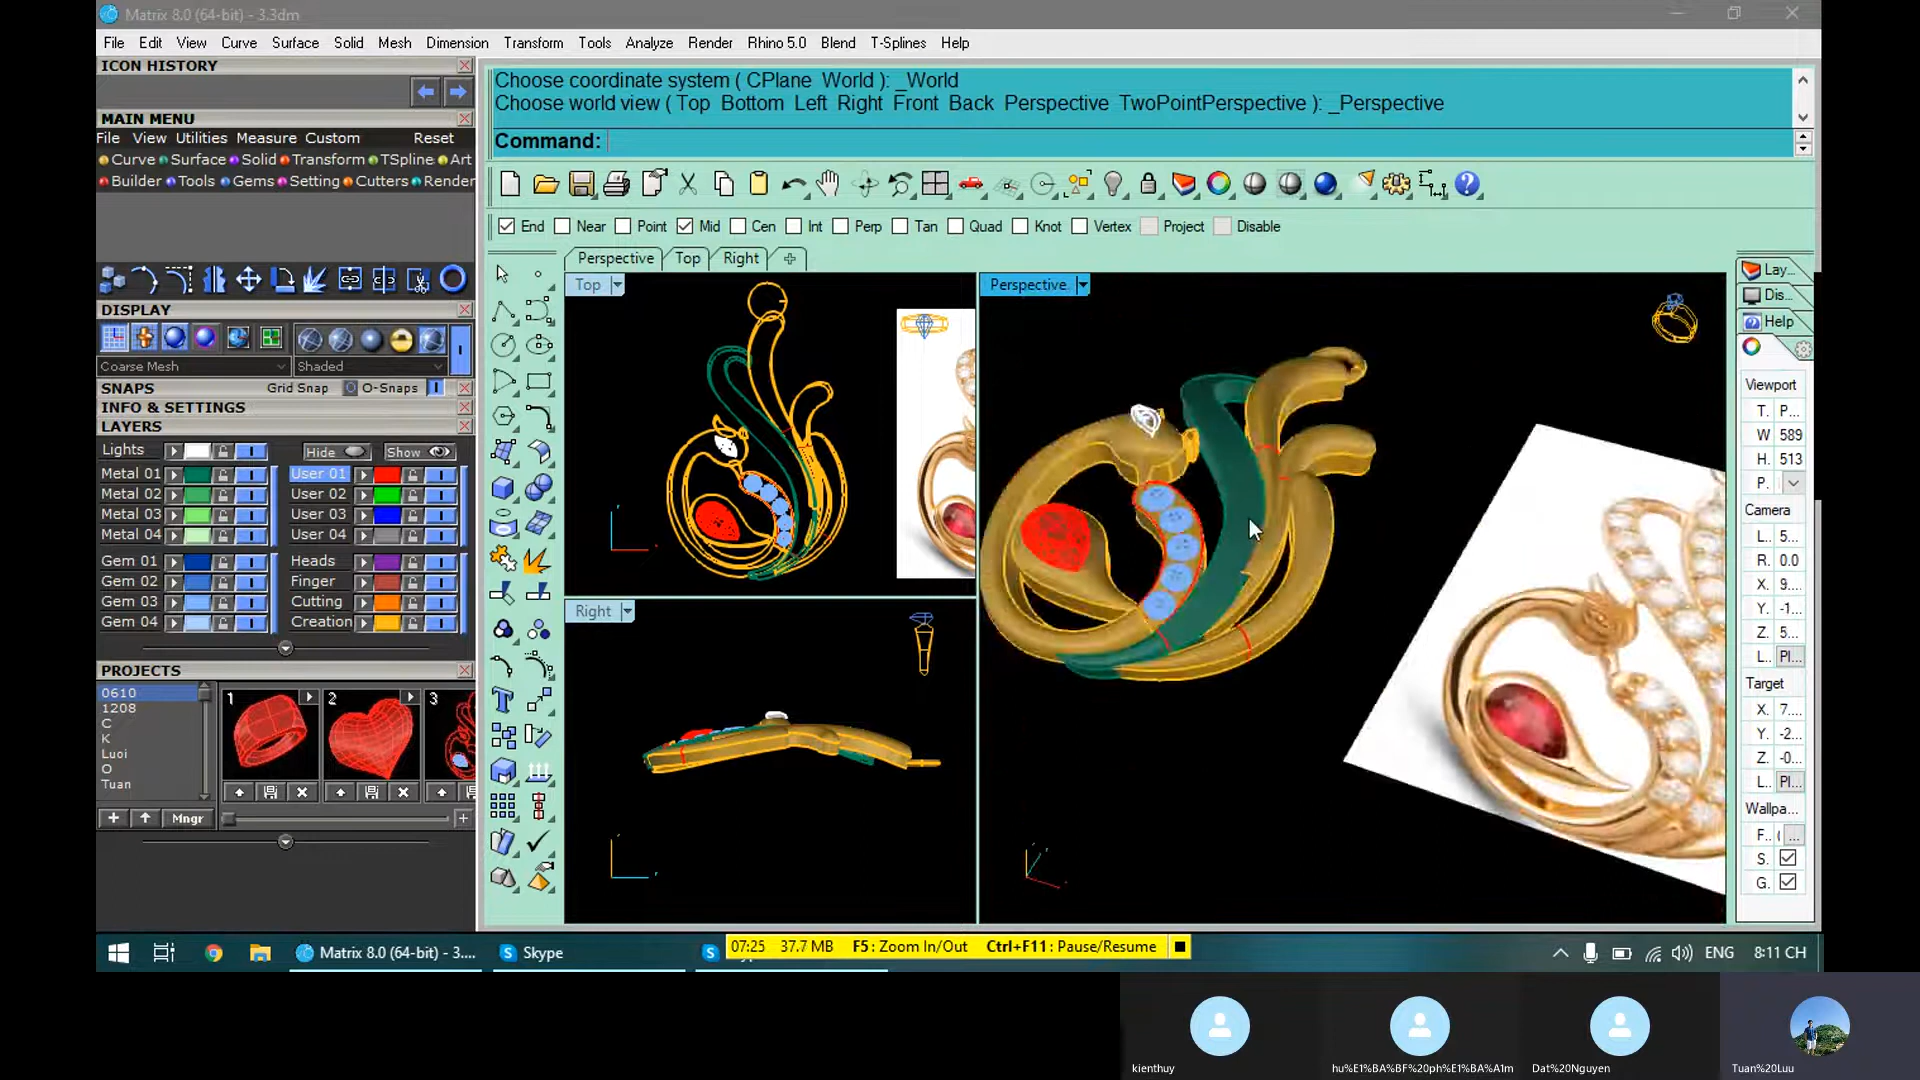 Matrix 8.0 (64-bit) - 3.3dm
File Edit View Curve Surface Solid Mesh Dimension Transform Tools Analyze Render Rhino 5.0 Blend T-Splines Help
ICON HISTORY
MAIN MENU
File View Utilities Measure Custom Reset
Curve Surface Solid Transform TSpline Art
Builder Tools Gems Setting Cutters Render
DISPLAY
Coarse Mesh Shaded
SNAPS Grid Snap O-Snaps
INFO & SETTINGS
LAYERS
Lights Hide Show
Metal 01 User 01
Metal 02 User 02
Metal 03 User 03
Metal 04 User 04
Gem 01 Heads
Gem 02 Finger
Gem 03 Cutting
Gem 04 Creation
PROJECTS
0610
1208
C
K
Luoi
O
Tuan
1 2 3
Mngr
Choose coordinate system ( CPlane World ): _World
Choose world view ( Top Bottom Left Right Front Back Perspective TwoPointPerspective ): _Perspective
Command:
End Near Point Mid Cen Int Perp Tan Quad Knot Vertex Project Disable
Perspective Top Right
Top
Perspective
Right
Lay...
Dis...
Help
Viewport
T. P...
W 589
H. 513
P.
Camera
L.. 5...
R. 0.0
X. 9....
Y. -1...
Z. 5...
L.. Pl...
Target
X. 7....
Y. -2...
Z. -0...
L.. Pl...
Wallpa...
F.. ( ...
S.
G.
Matrix 8.0 (64-bit) - 3....
Skype
07:25 37.7 MB F5 : Zoom In/Out Ctrl+F11 : Pause/Resume
ENG 8:11 CH
kienthuy
hu%E1%BA%BF%20ph%E1%BA%A1m
Dat%20Nguyen
Tuan%20Luu